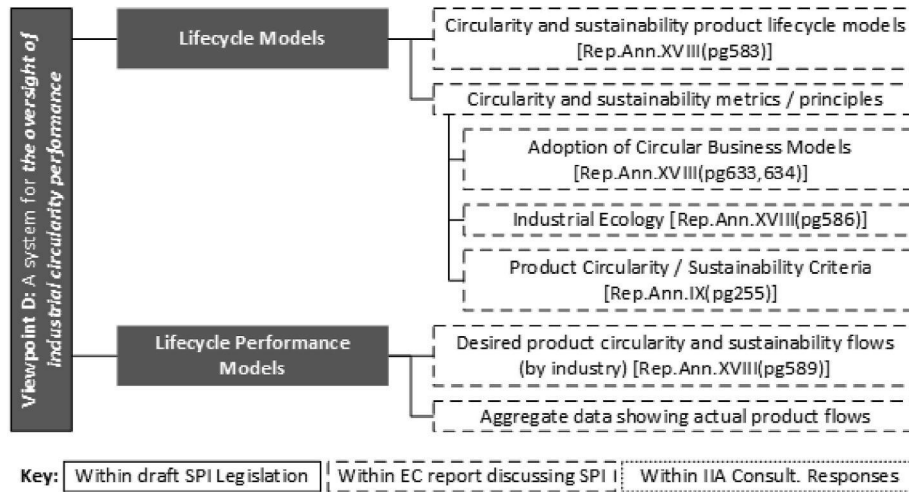 Viewpoint D: A system for the oversight of
industrial circularity performance
Lifecycle Models
Circularity and sustainability product lifecycle models
[Rep.Ann.XVIII(pg583)]
Circularity and sustainability metrics / principles
Adoption of Circular Business Models
[Rep.Ann.XVIII(pg633,634)]
Industrial Ecology [Rep.Ann.XVIII(pg586)]
Product Circularity / Sustainability Criteria
[Rep.Ann.IX(pg255)]
Lifecycle Performance
Models
Desired product circularity and sustainability flows
(by industry) [Rep.Ann.XVIII(pg589)]
Aggregate data showing actual product flows
Key: Within draft SPI Legislation Within EC report discussing SPI Within IIA Consult. Responses